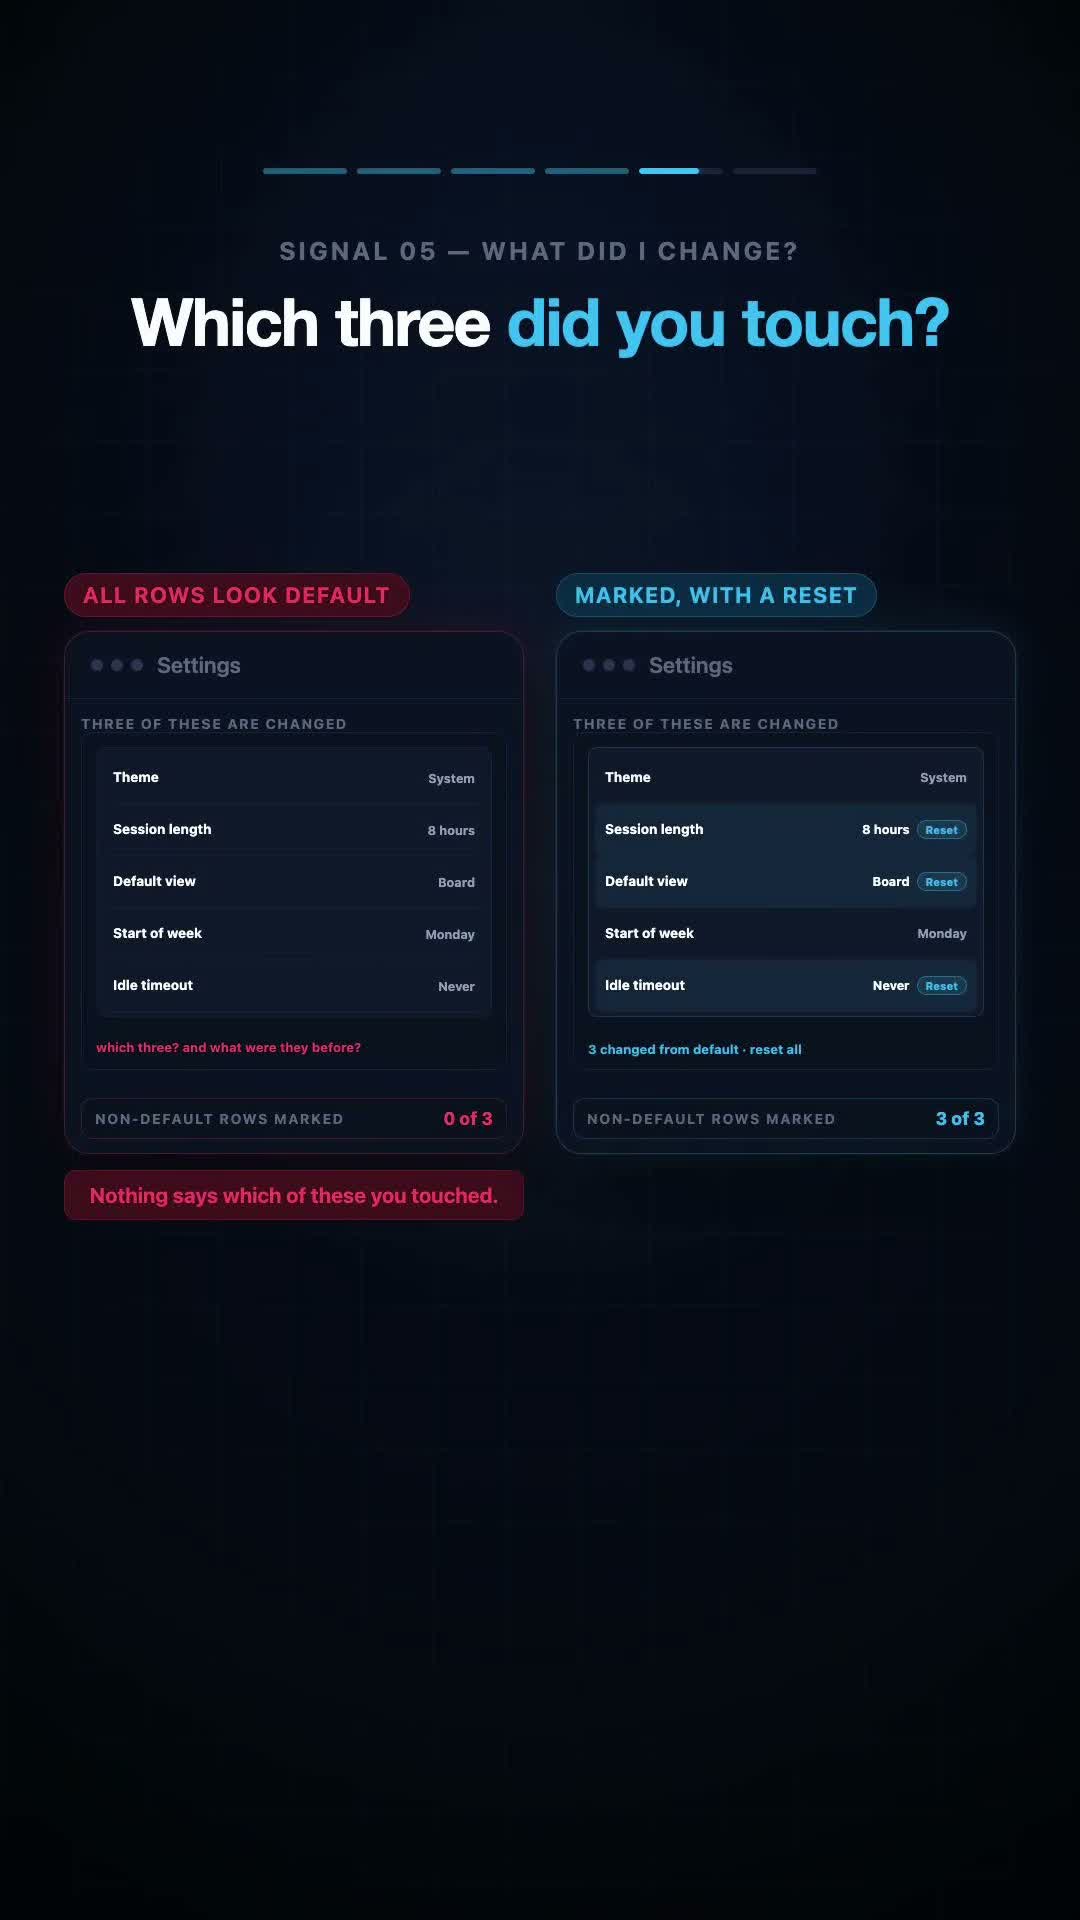 SIGNAL 05 — WHAT DID I CHANGE?
Which three did you touch?
ALL ROWS LOOK DEFAULT
Settings
THREE OF THESE ARE CHANGED
Theme System
Session length 8 hours
Default view Board
Start of week Monday
Idle timeout Never
which three? and what were they before?
NON-DEFAULT ROWS MARKED 0 of 3
Nothing says which of these you touched.
MARKED, WITH A RESET
Settings
THREE OF THESE ARE CHANGED
Theme System
Session length 8 hours Reset
Default view Board Reset
Start of week Monday
Idle timeout Never Reset
3 changed from default · reset all
NON-DEFAULT ROWS MARKED 3 of 3